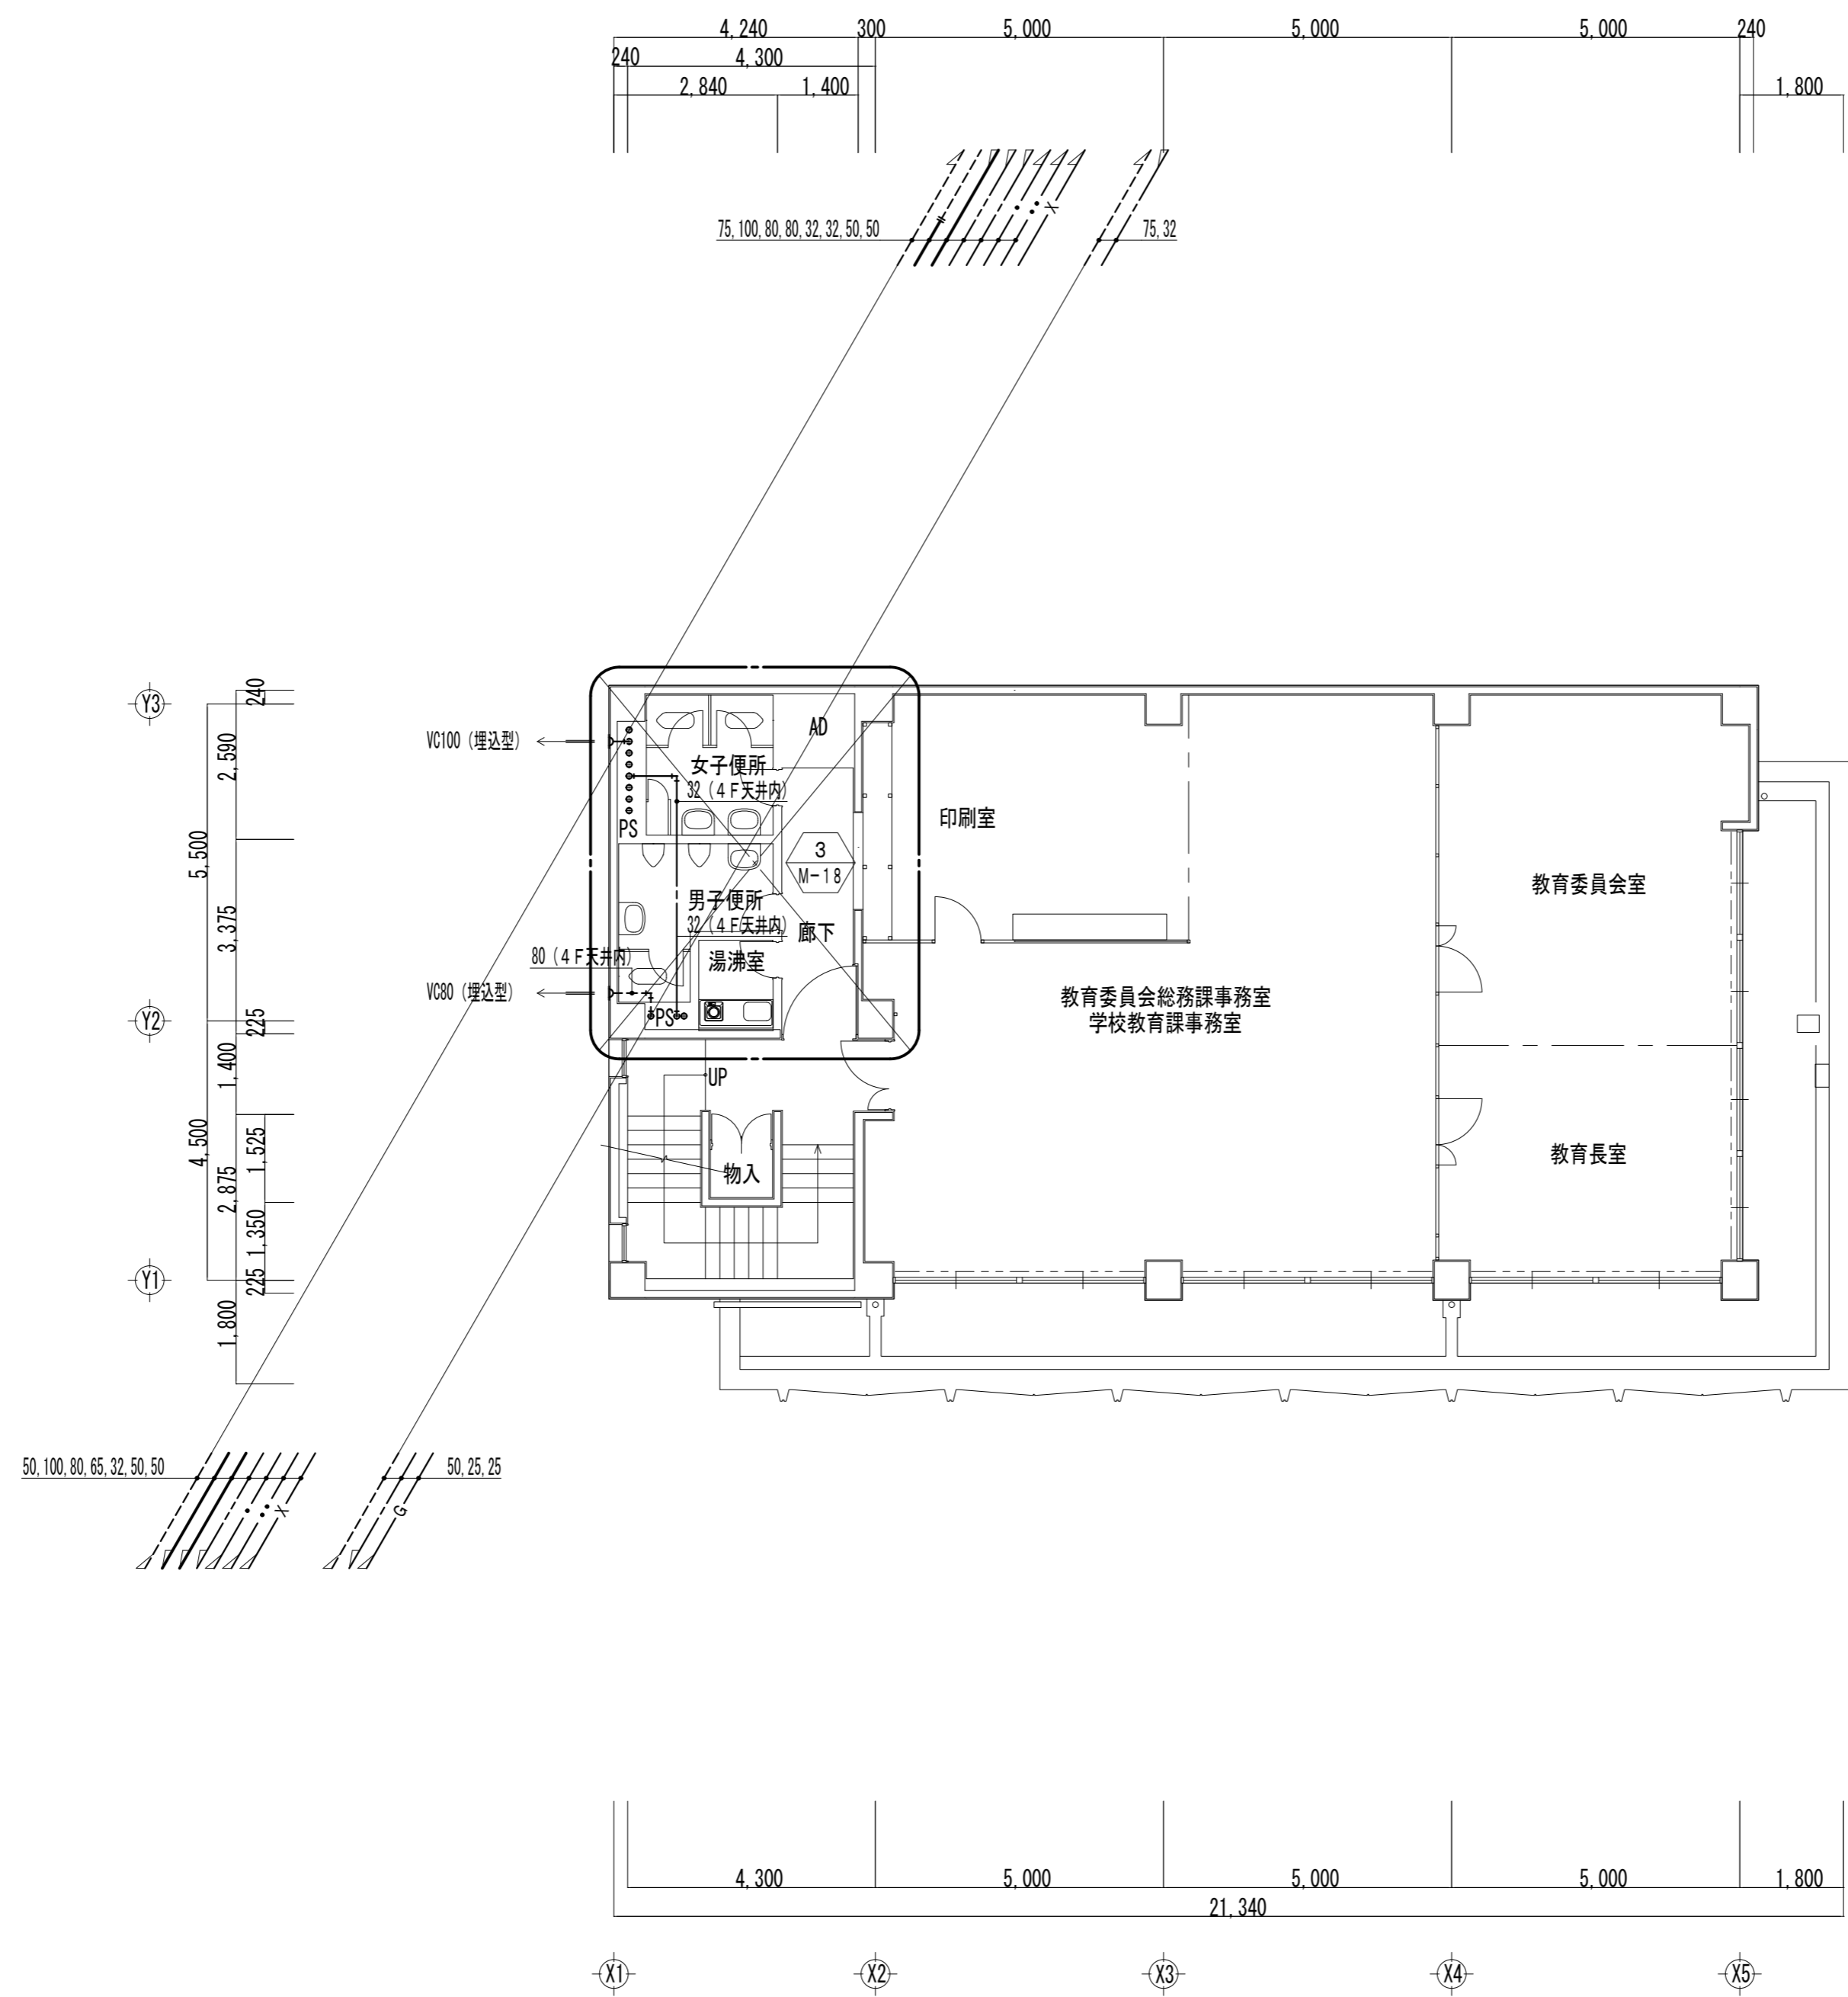 4,240 300 5,000 5,000 5,000 240
240 4,300
2,840 1,400 1,800
75,100,80,80,32,32,50,50
75,32
Y3
240
2,590
5,500
3,375
Y2
225
1,400
4,500
1,525
2,875
1,350
Y1
225
1,800
VC100 (埋込型)
AD
女子便所
32 (4F天井内)
PS
3
M-18
印刷室
男子便所
32 (4F天井内)
廊下
80 (4F天井内)
湯沸室
VC80 (埋込型)
PS
教育委員会室
教育委員会総務課事務室
学校教育課事務室
UP
物入
教育長室
50,100,80,65,32,50,50
50,25,25
X
X
G
4,300 5,000 5,000 5,000 1,800
21,340
X1 X2 X3 X4 X5